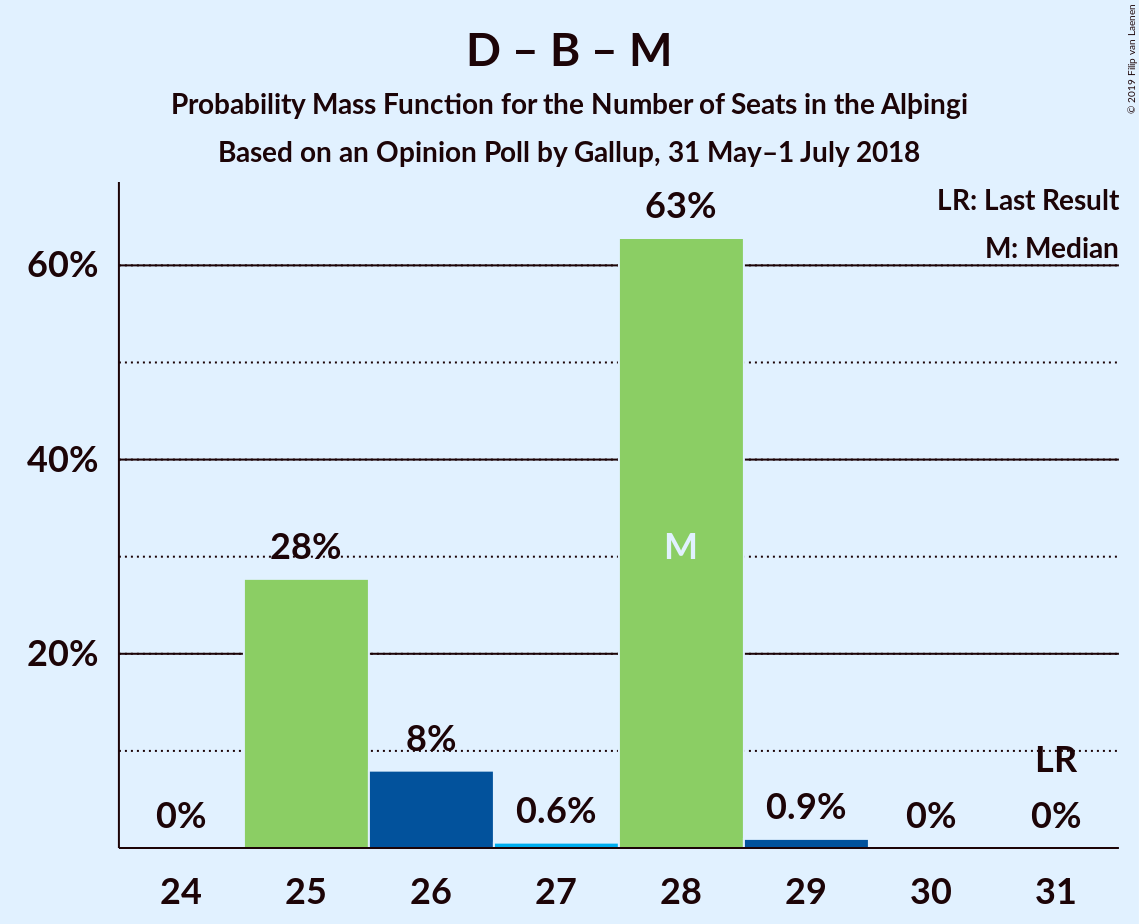 D – B – M
Probability Mass Function for the Number of Seats in the Alþingi
Based on an Opinion Poll by Gallup, 31 May–1 July 2018
© 2019 Filip van Laenen
LR: Last Result
M: Median
63%
60%
40%
28%
M
20%
8%
LR
0%
0.6%
0.9%
0%
0%
24 25 26 27 28 29 30 31